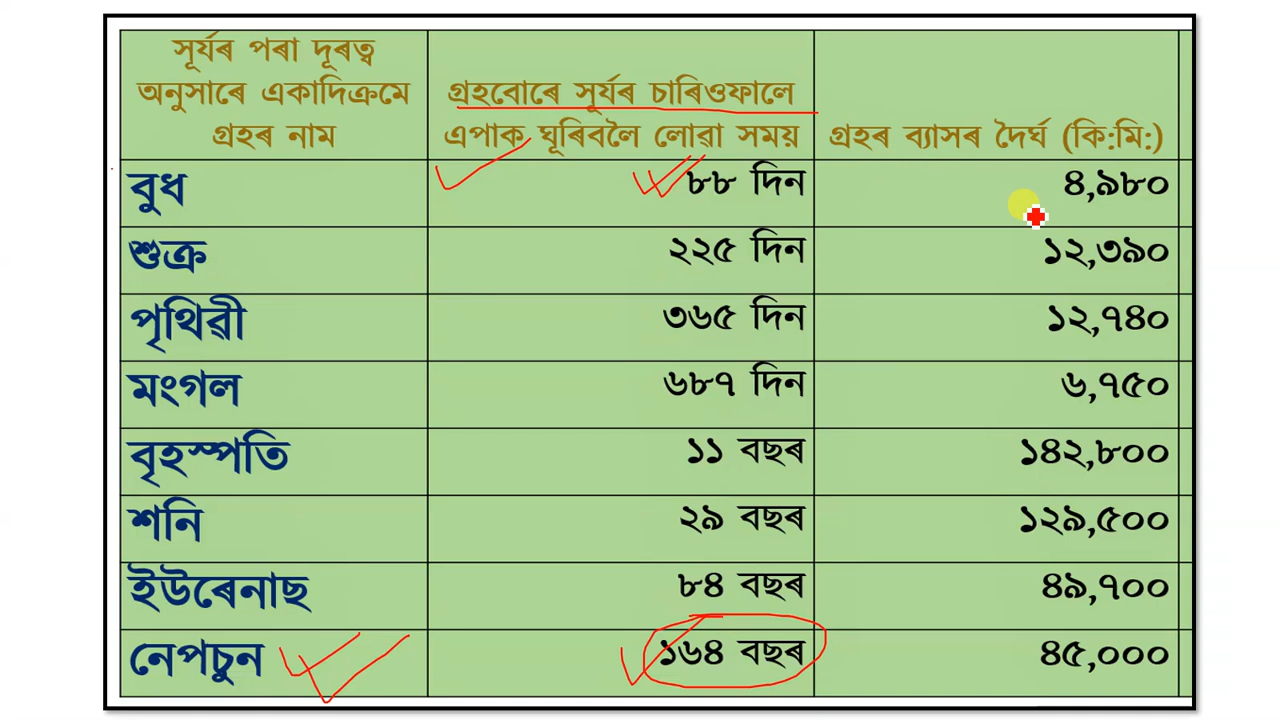 সূৰ্যৰ পৰা দূৰত্ব
অনুসাৰে একাদিক্ৰমে
গ্ৰহৰ নাম
গ্ৰহবোৰে সূৰ্যৰ চাৰিওফালে
এপাক ঘূৰিবলৈ লোৱা সময়
গ্ৰহৰ ব্যাসৰ দৈৰ্ঘ (কি:মি:)
বুধ ৮৮ দিন ৪,৯৮০
শুক্ৰ ২২৫ দিন ১২,৩৯০
পৃথিৱী ৩৬৫ দিন ১২,৭৪০
মংগল ৬৮৭ দিন ৬,৭৫০
বৃহস্পতি ১১ বছৰ ১৪২,৮০০
শনি ২৯ বছৰ ১২৯,৫০০
ইউৰেনাছ ৮৪ বছৰ ৪৯,৭০০
নেপচুন ১৬৪ বছৰ ৪৫,০০০